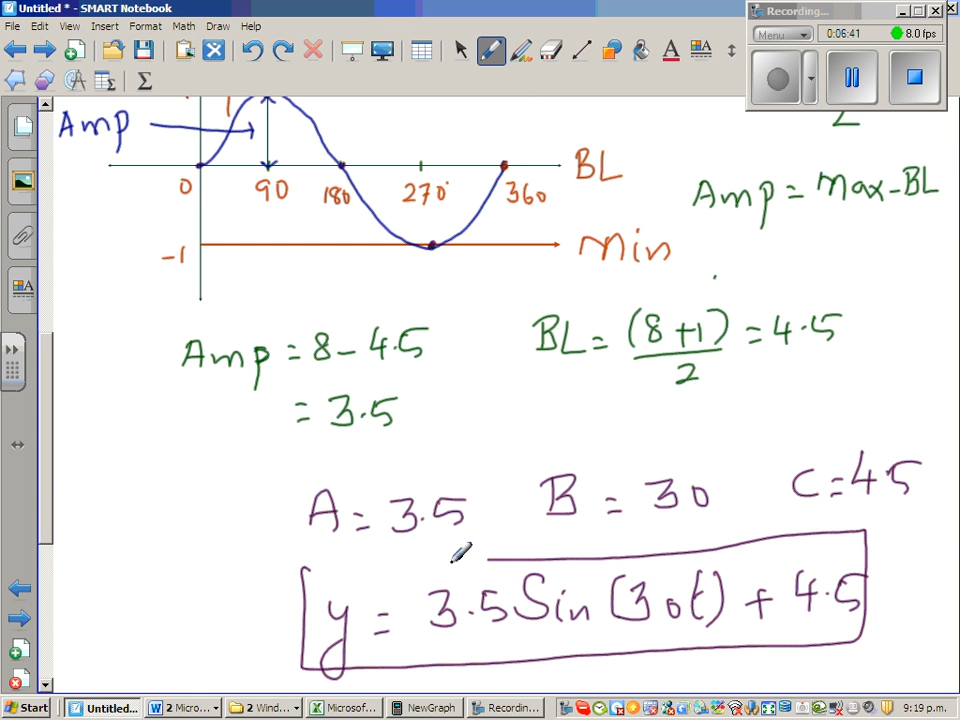 Untitled * - SMART Notebook
File Edit View Insert Format Math Draw Help
Recording...
Menu
0:06:41
8.0 fps
Amp
1
2
BL
0 90 180 270° 360
Amp = Max - BL
-1
Min
Amp = 8 - 4.5
BL = (8 + 1) = 4.5
2
= 3.5
A = 3.5 B = 30 C = 45
y = 3.5 Sin (30t) + 4.5
Start
Untitled...
2 Micro...
2 Wind...
Microsof...
NewGraph
Recordin...
9:19 p.m.